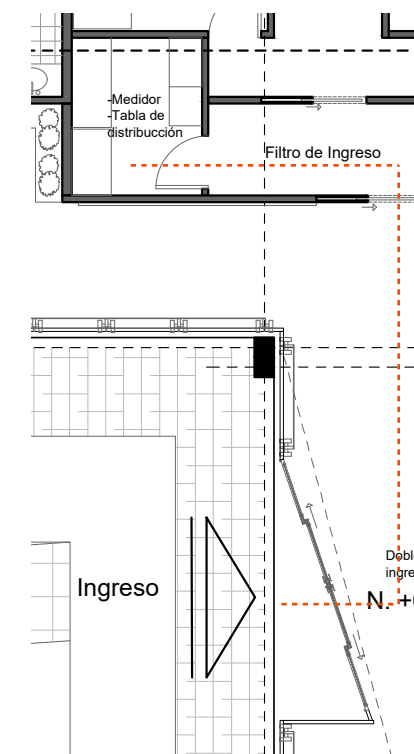 -Medidor
-Tabla de
distribucción
Filtro de Ingreso
Ingreso
N.